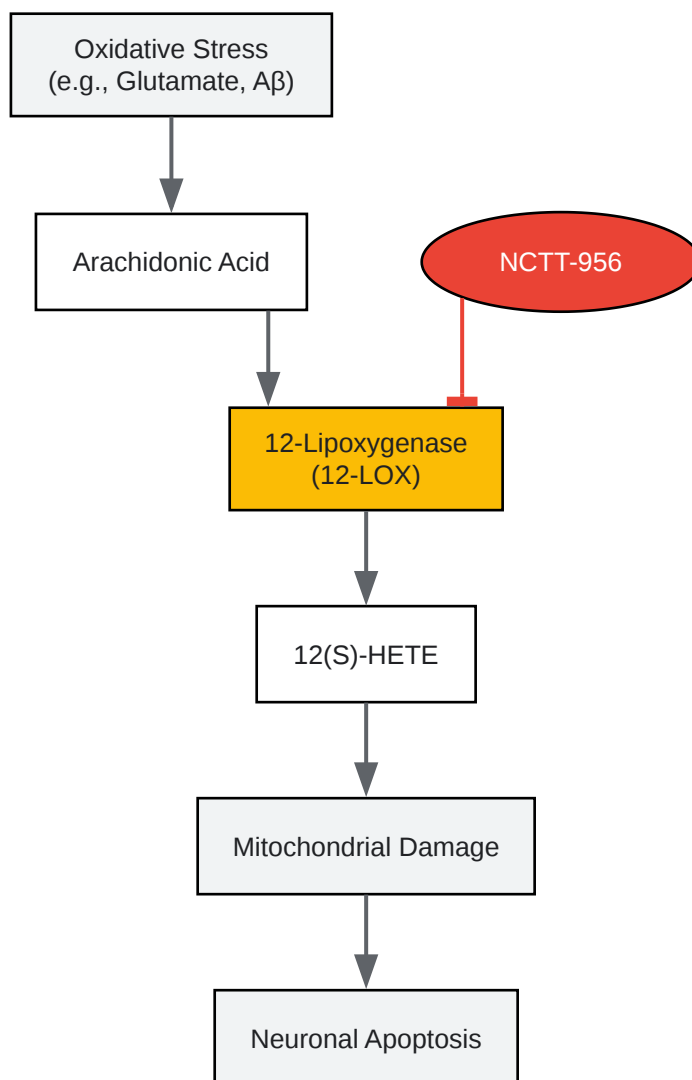 Oxidative Stress
(e.g., Glutamate, Aβ)
Arachidonic Acid
NCTT-956
12-Lipoxygenase
(12-LOX)
12(S)-HETE
Mitochondrial Damage
Neuronal Apoptosis